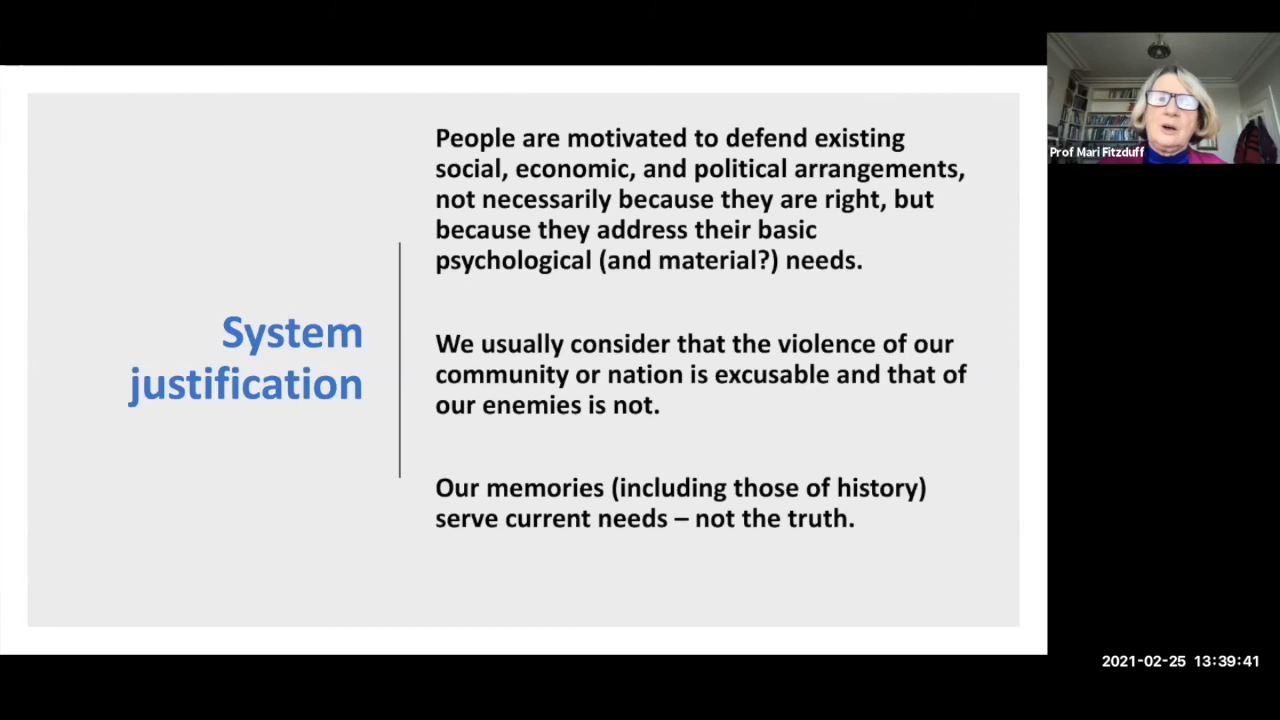 System
justification
People are motivated to defend existing
social, economic, and political arrangements,
not necessarily because they are right, but
because they address their basic
psychological (and material?) needs.
We usually consider that the violence of our
community or nation is excusable and that of
our enemies is not.
Our memories (including those of history)
serve current needs – not the truth.
Prof Mari Fitzduff
2021-02-25 13:39:41